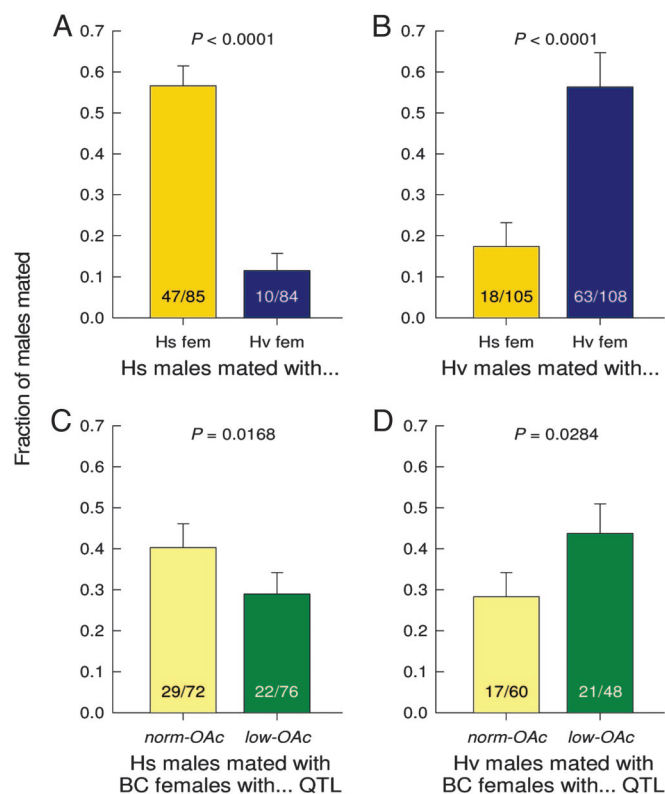 A
P < 0.0001
0.7
0.6
0.5
0.4
0.3
0.2
0.1
0.0
47/85
10/84
Hs fem
Hv fem
Hs males mated with...
B
P < 0.0001
0.7
0.6
0.5
0.4
0.3
0.2
0.1
0.0
18/105
63/108
Hs fem
Hv fem
Hv males mated with...
Fraction of males mated
C
P = 0.0168
0.7
0.6
0.5
0.4
0.3
0.2
0.1
0.0
29/72
22/76
norm-OAc
low-OAc
Hs males mated with
BC females with... QTL
D
P = 0.0284
0.7
0.6
0.5
0.4
0.3
0.2
0.1
0.0
17/60
21/48
norm-OAc
low-OAc
Hv males mated with
BC females with... QTL